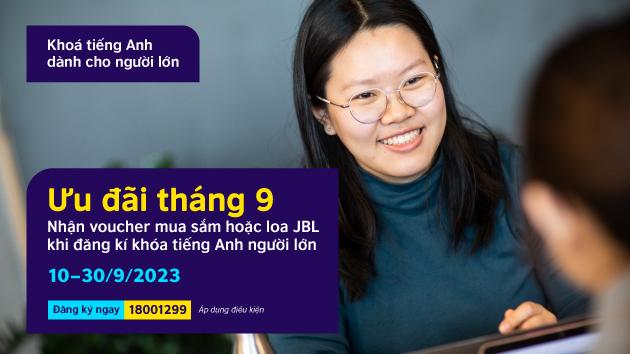 Khoá tiếng Anh
dành cho người lớn
Ưu đãi tháng 9
Nhận voucher mua sắm hoặc loa JBL
khi đăng kí khóa tiếng Anh người lớn
10–30/9/2023
Đăng ký ngay 18001299 Áp dụng điều kiện